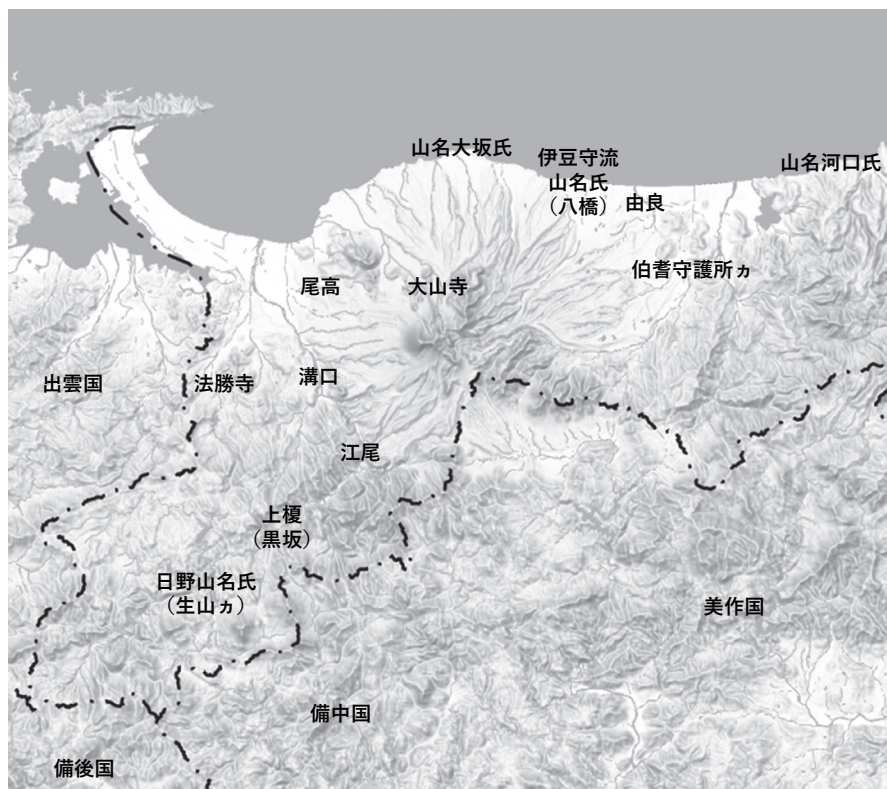 山名大坂氏
伊豆守流
山名氏
（八橋）
由良
山名河口氏
伯耆守護所ヵ
尾高
大山寺
出雲国
法勝寺
溝口
江尾
上榎
（黒坂）
日野山名氏
（生山ヵ）
美作国
備中国
備後国